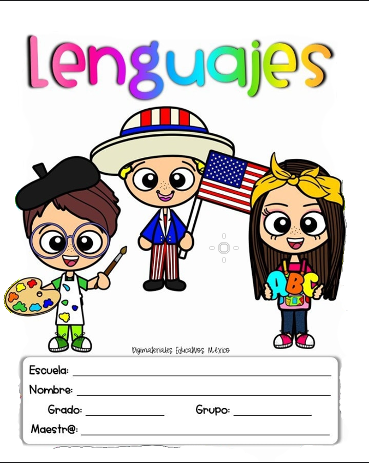 Lenguajes
ABC
Digimateriales Educativos México
Escuela:
Nombre:
Grado: Grupo:
Maestr@: